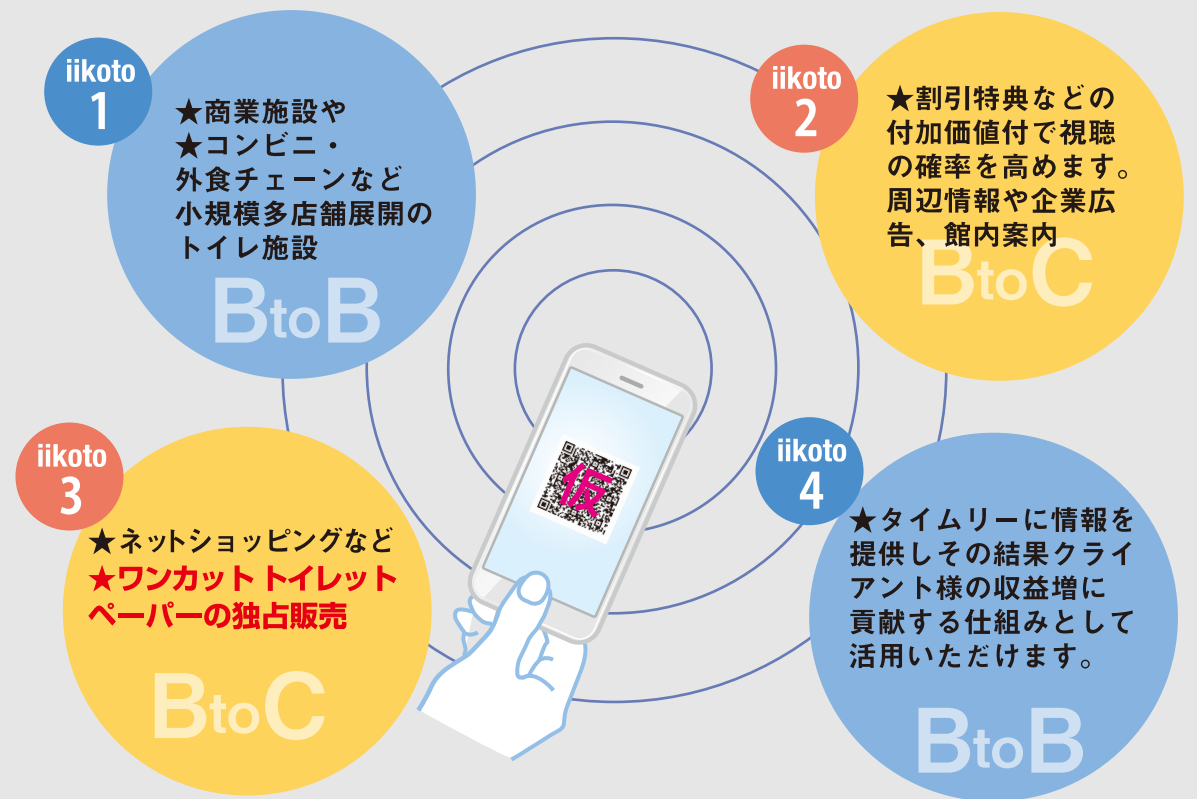 iikoto
1
★商業施設や
★コンビニ・
外食チェーンなど
小規模多店舗展開の
トイレ施設
BtoB
iikoto
2
★割引特典などの
付加価値付で視聴
の確率を高めます。
周辺情報や企業広
告、館内案内
BtoC
仮
iikoto
3
★ネットショッピングなど
★ワンカット トイレット
ペーパーの独占販売
BtoC
iikoto
4
★タイムリーに情報を
提供しその結果クライ
アント様の収益増に
貢献する仕組みとして
活用いただけます。
BtoB